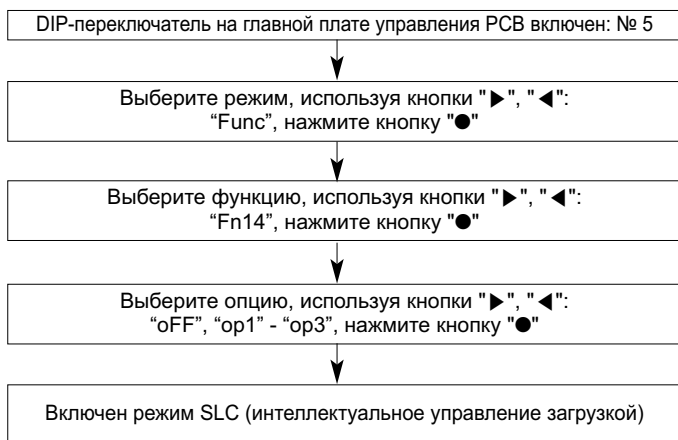 DIP-переключатель на главной плате управления PCB включен: № 5
Выберите режим, используя кнопки "▶", "◀":
“Func”, нажмите кнопку "●"
Выберите функцию, используя кнопки "▶", "◀":
“Fn14”, нажмите кнопку "●"
Выберите опцию, используя кнопки "▶", "◀":
“oFF”, “op1” - “op3”, нажмите кнопку "●"
Включен режим SLC (интеллектуальное управление загрузкой)